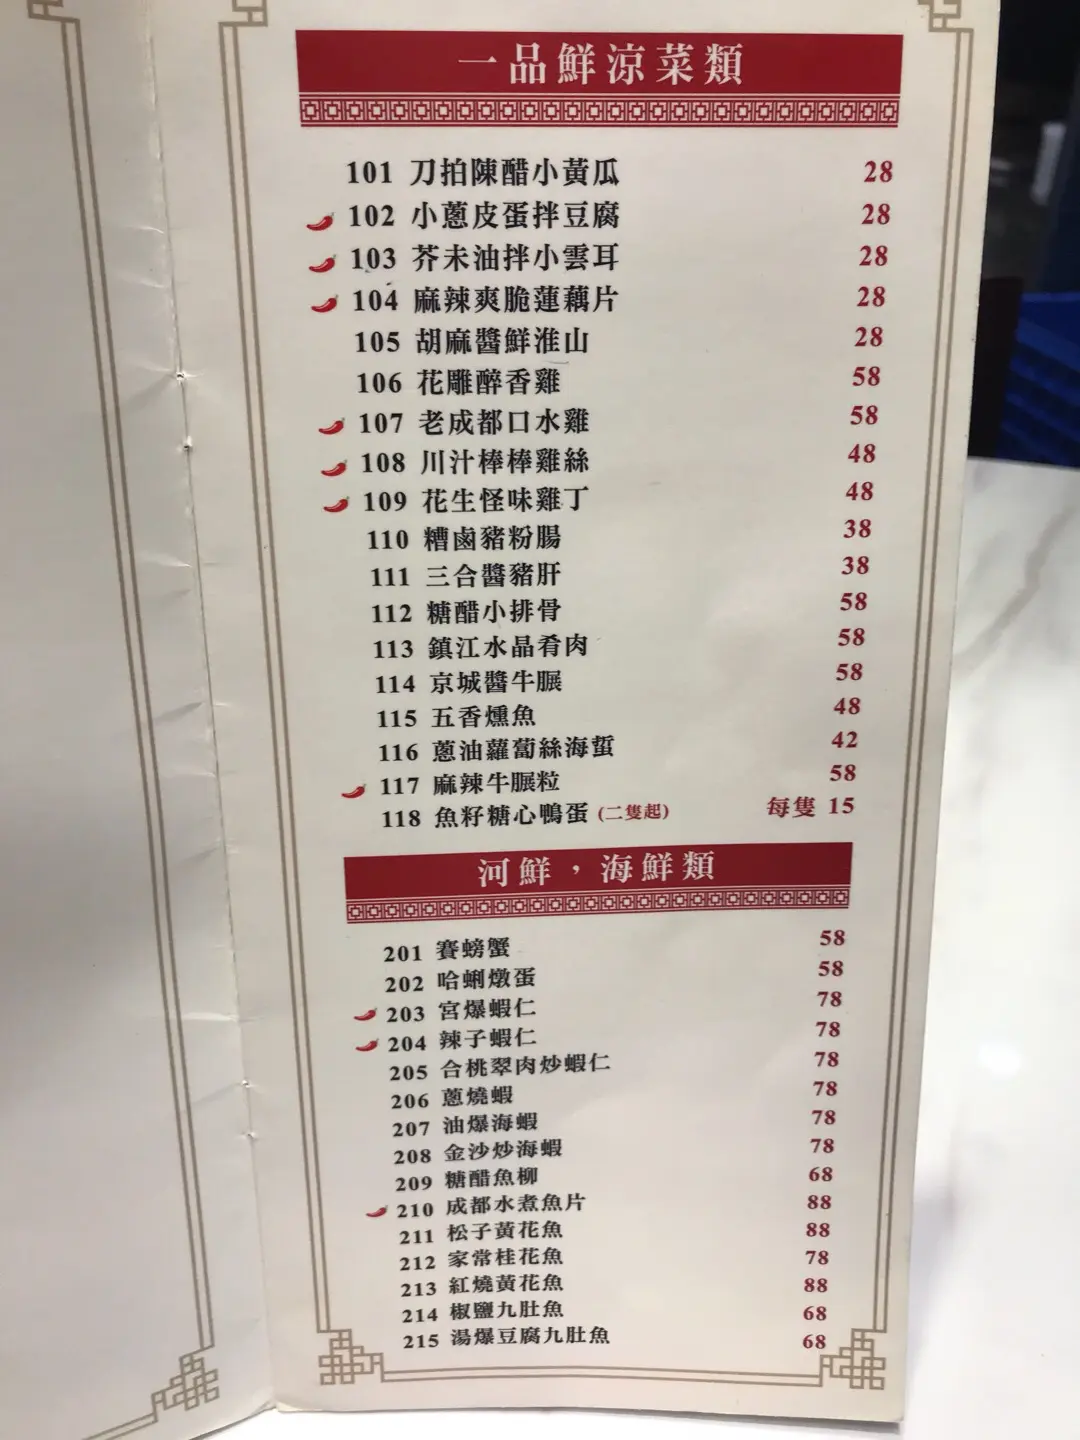 一品鮮涼菜類
101 刀拍陳醋小黃瓜 28
102 小蔥皮蛋拌豆腐 28
103 芥未油拌小雲耳 28
104 麻辣爽脆蓮藕片 28
105 胡麻醬鮮淮山 28
106 花雕醉香雞 58
107 老成都口水雞 58
108 川汁棒棒雞絲 48
109 花生怪味雞丁 48
110 糟鹵豬粉腸 38
111 三合醬豬肝 38
112 糖醋小排骨 58
113 鎮江水晶肴肉 58
114 京城醬牛𦟌 58
115 五香燻魚 48
116 蔥油蘿蔔絲海蜇 42
117 麻辣牛𦟌粒 58
118 魚籽糖心鴨蛋 (二隻起) 每隻 15
河鮮，海鮮類
201 賽螃蟹 58
202 哈蜊燉蛋 58
203 宮爆蝦仁 78
204 辣子蝦仁 78
205 合桃翠肉炒蝦仁 78
206 蔥燒蝦 78
207 油爆海蝦 78
208 金沙炒海蝦 78
209 糖醋魚柳 68
210 成都水煮魚片 88
211 松子黃花魚 88
212 家常桂花魚 78
213 紅燒黃花魚 88
214 椒鹽九肚魚 68
215 湯爆豆腐九肚魚 68